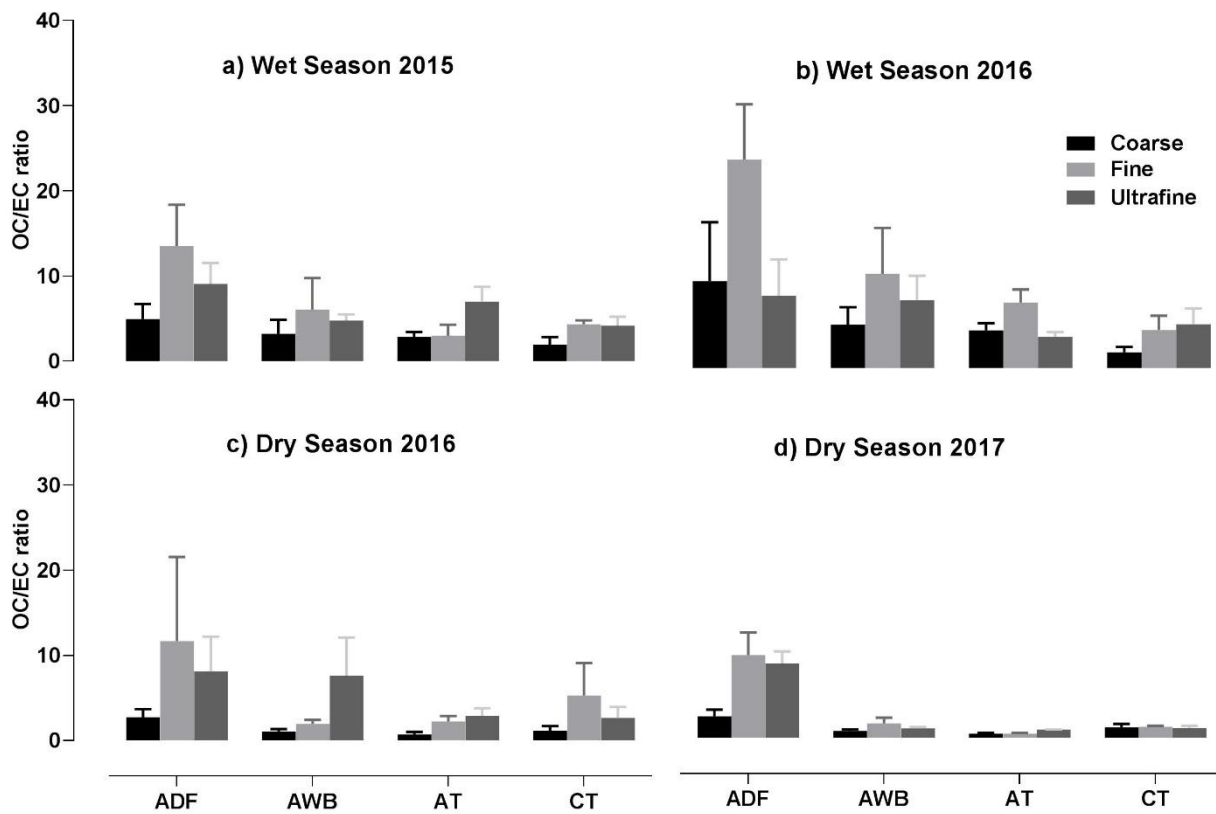 40
30
20
10
0
OC/EC ratio
a) Wet Season 2015
b) Wet Season 2016
Coarse
Fine
Ultrafine
40
30
20
10
0
OC/EC ratio
c) Dry Season 2016
d) Dry Season 2017
ADF AWB AT CT
ADF AWB AT CT